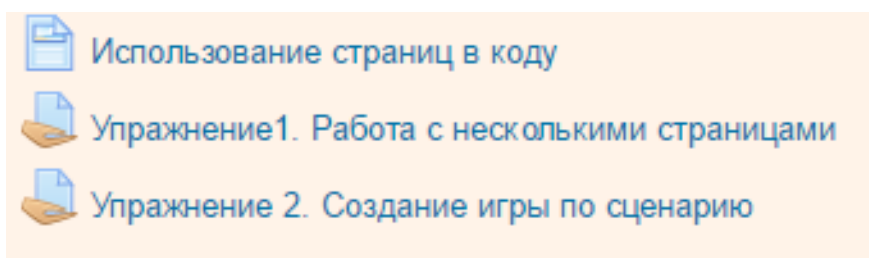 Использование страниц в коду
Упражнение1. Работа с несколькими страницами
Упражнение 2. Создание игры по сценарию